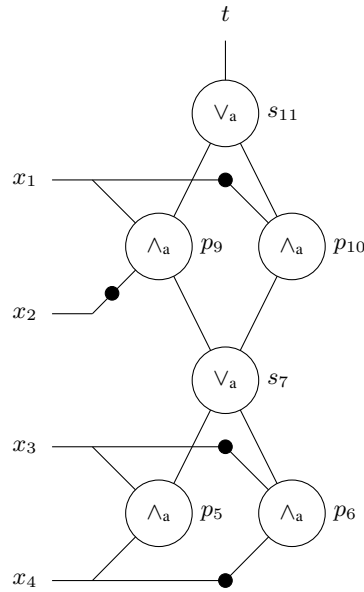 t
∨ₐ s₁₁
x₁
∧ₐ p₉ ∧ₐ p₁₀
x₂
∨ₐ s₇
x₃
∧ₐ p₅ ∧ₐ p₆
x₄